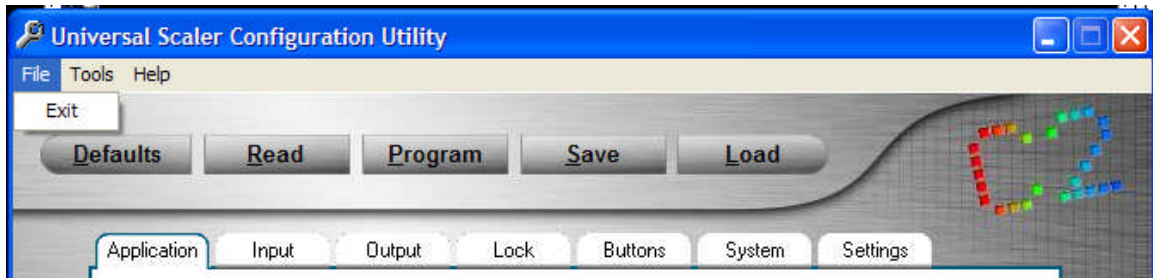 Universal Scaler Configuration Utility
File Tools Help
Exit
Defaults Read Program Save Load
C2
Application Input Output Lock Buttons System Settings